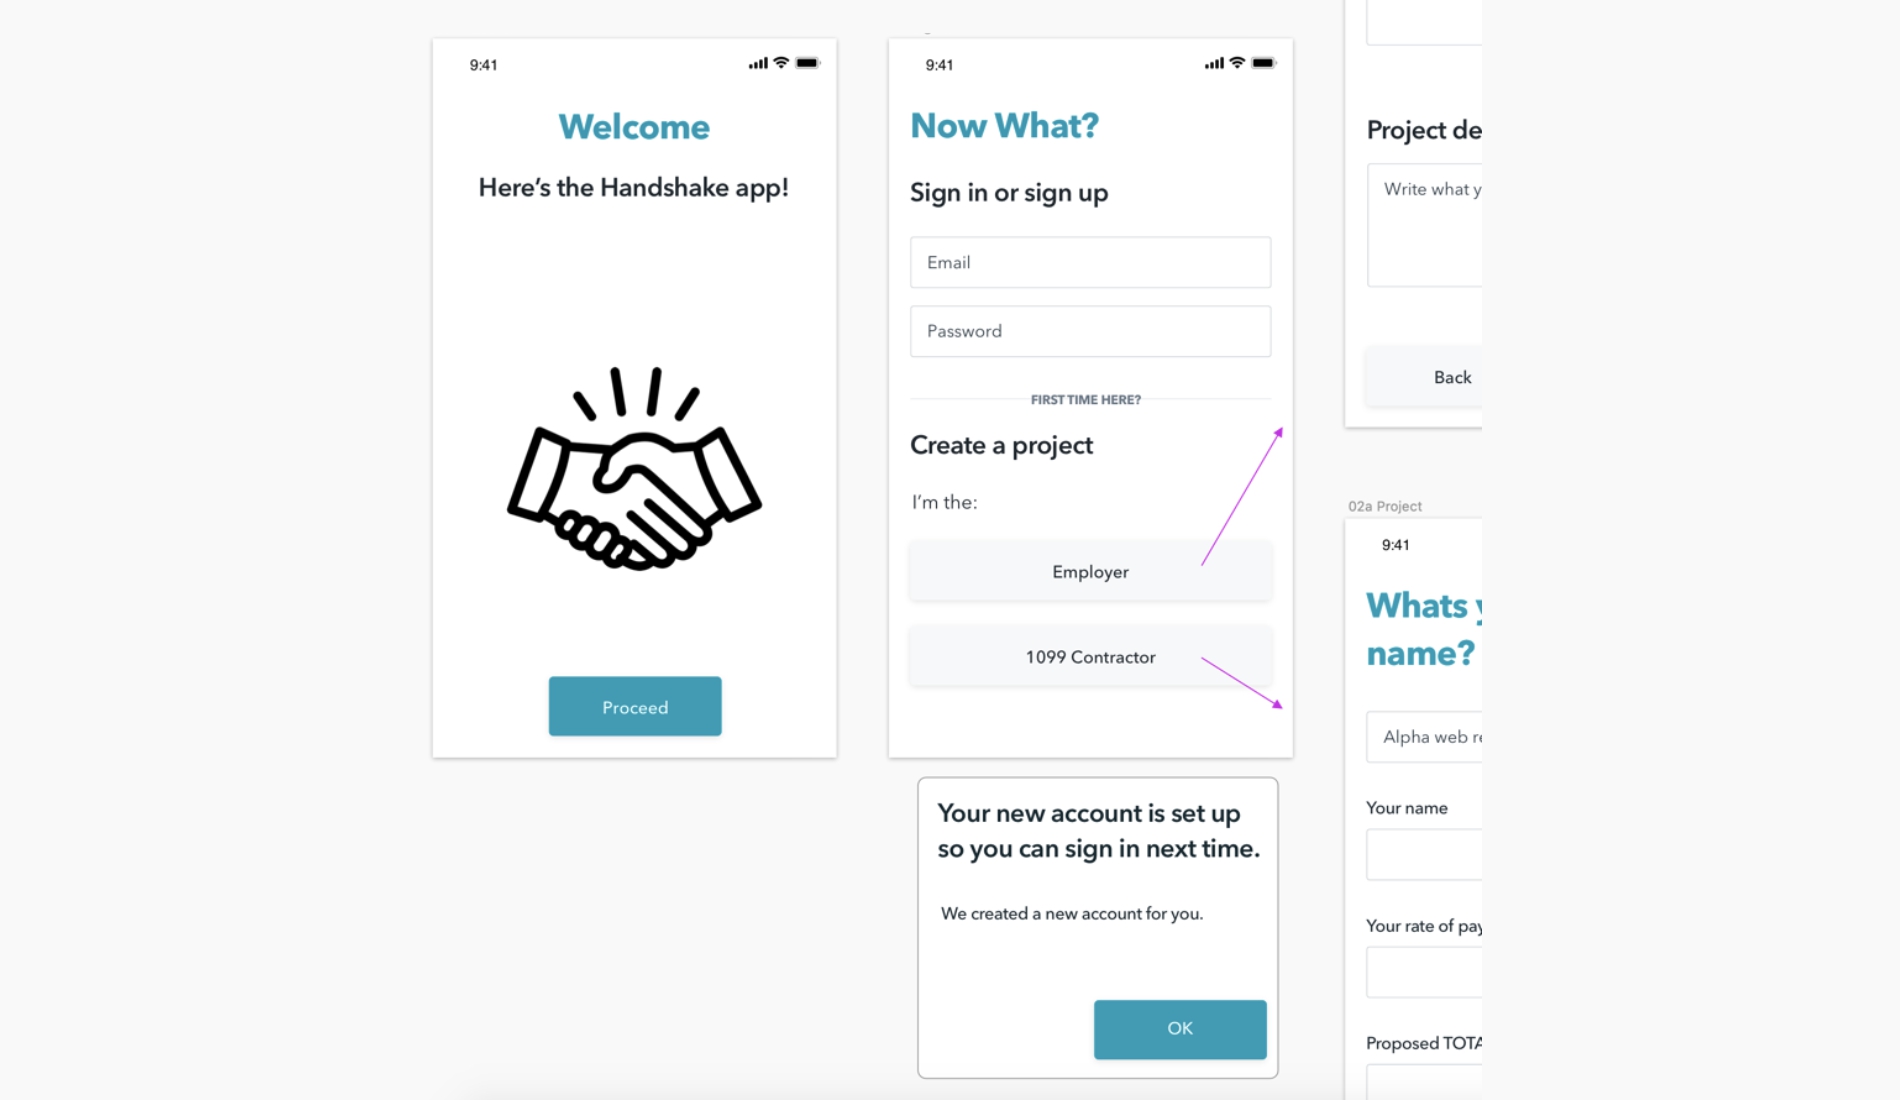 9:41
Welcome
Here's the Handshake app!
Proceed
9:41
Now What?
Sign in or sign up
Email
Password
FIRST TIME HERE?
Create a project
I'm the:
Employer
1099 Contractor
Your new account is set up
so you can sign in next time.
We created a new account for you.
OK
Project de
Write what y
Back
02a Project
9:41
Whats y
name?
Alpha web re
Your name
Your rate of pay
Proposed TOTA